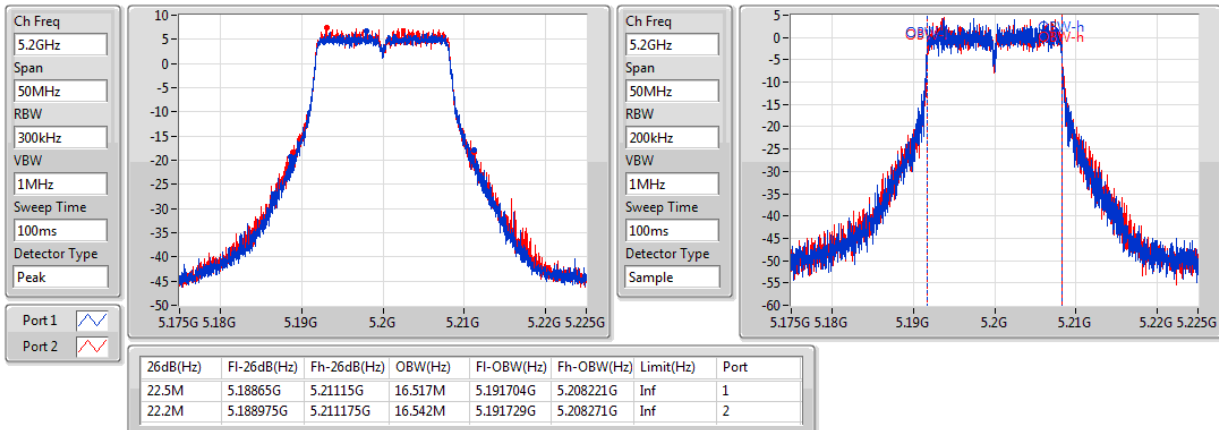 Ch Freq
5.2GHz
Span
50MHz
RBW
300kHz
VBW
1MHz
Sweep Time
100ms
Detector Type
Peak
Port 1
Port 2
10
5
0
-5
-10
-15
-20
-25
-30
-35
-40
-45
-50
5.175G 5.18G 5.19G 5.2G 5.21G 5.22G 5.225G
Ch Freq
5.2GHz
Span
50MHz
RBW
200kHz
VBW
1MHz
Sweep Time
100ms
Detector Type
Sample
5
0
-5
-10
-15
-20
-25
-30
-35
-40
-45
-50
-55
-60
5.175G 5.18G 5.19G 5.2G 5.21G 5.22G 5.225G
26dB(Hz) Fl-26dB(Hz) Fh-26dB(Hz) OBW(Hz) Fl-OBW(Hz) Fh-OBW(Hz) Limit(Hz) Port
22.5M 5.18865G 5.21115G 16.517M 5.191704G 5.208221G Inf 1
22.2M 5.188975G 5.211175G 16.542M 5.191729G 5.208271G Inf 2